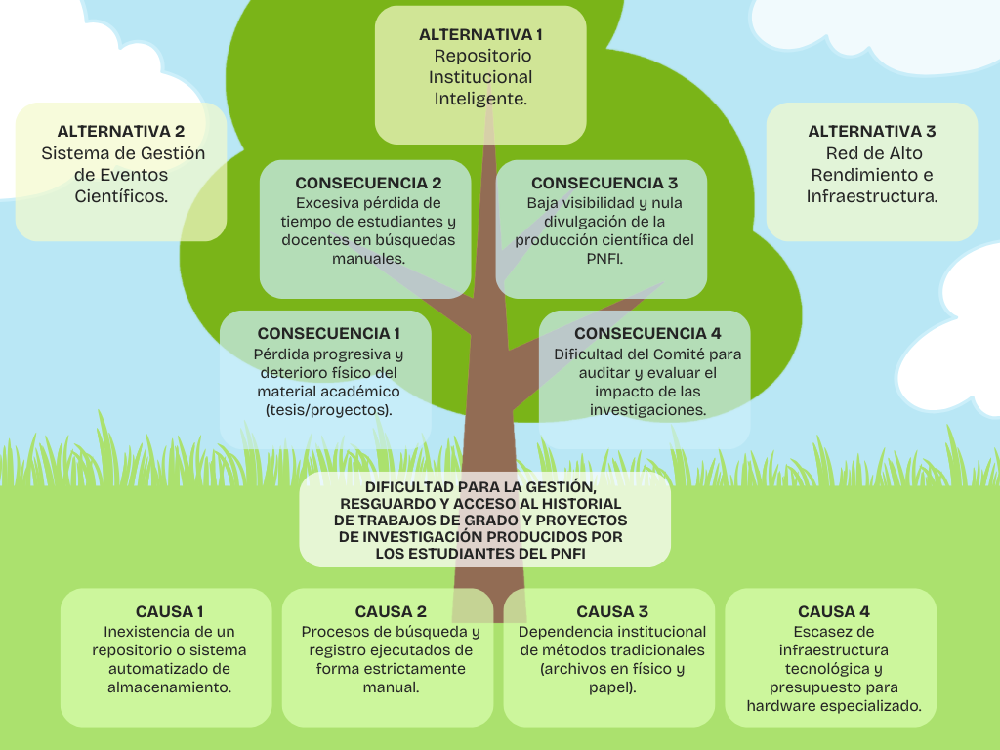 ALTERNATIVA 1
Repositorio
Institucional
Inteligente.
ALTERNATIVA 2
Sistema de Gestión
de Eventos
Científicos.
ALTERNATIVA 3
Red de Alto
Rendimiento e
Infraestructura.
CONSECUENCIA 2
Excesiva pérdida de
tiempo de estudiantes y
docentes en búsquedas
manuales.
CONSECUENCIA 3
Baja visibilidad y nula
divulgación de la
producción científica del
PNFI.
CONSECUENCIA 1
Pérdida progresiva y
deterioro físico del
material académico
(tesis/proyectos).
CONSECUENCIA 4
Dificultad del Comité para
auditar y evaluar el
impacto de las
investigaciones.
DIFICULTAD PARA LA GESTIÓN,
RESGUARDO Y ACCESO AL HISTORIAL
DE TRABAJOS DE GRADO Y PROYECTOS
DE INVESTIGACIÓN PRODUCIDOS POR
LOS ESTUDIANTES DEL PNFI
CAUSA 1
Inexistencia de un
repositorio o sistema
automatizado de
almacenamiento.
CAUSA 2
Procesos de búsqueda y
registro ejecutados de
forma estrictamente
manual.
CAUSA 3
Dependencia institucional
de métodos tradicionales
(archivos en físico y
papel).
CAUSA 4
Escasez de
infraestructura
tecnológica y
presupuesto para
hardware especializado.